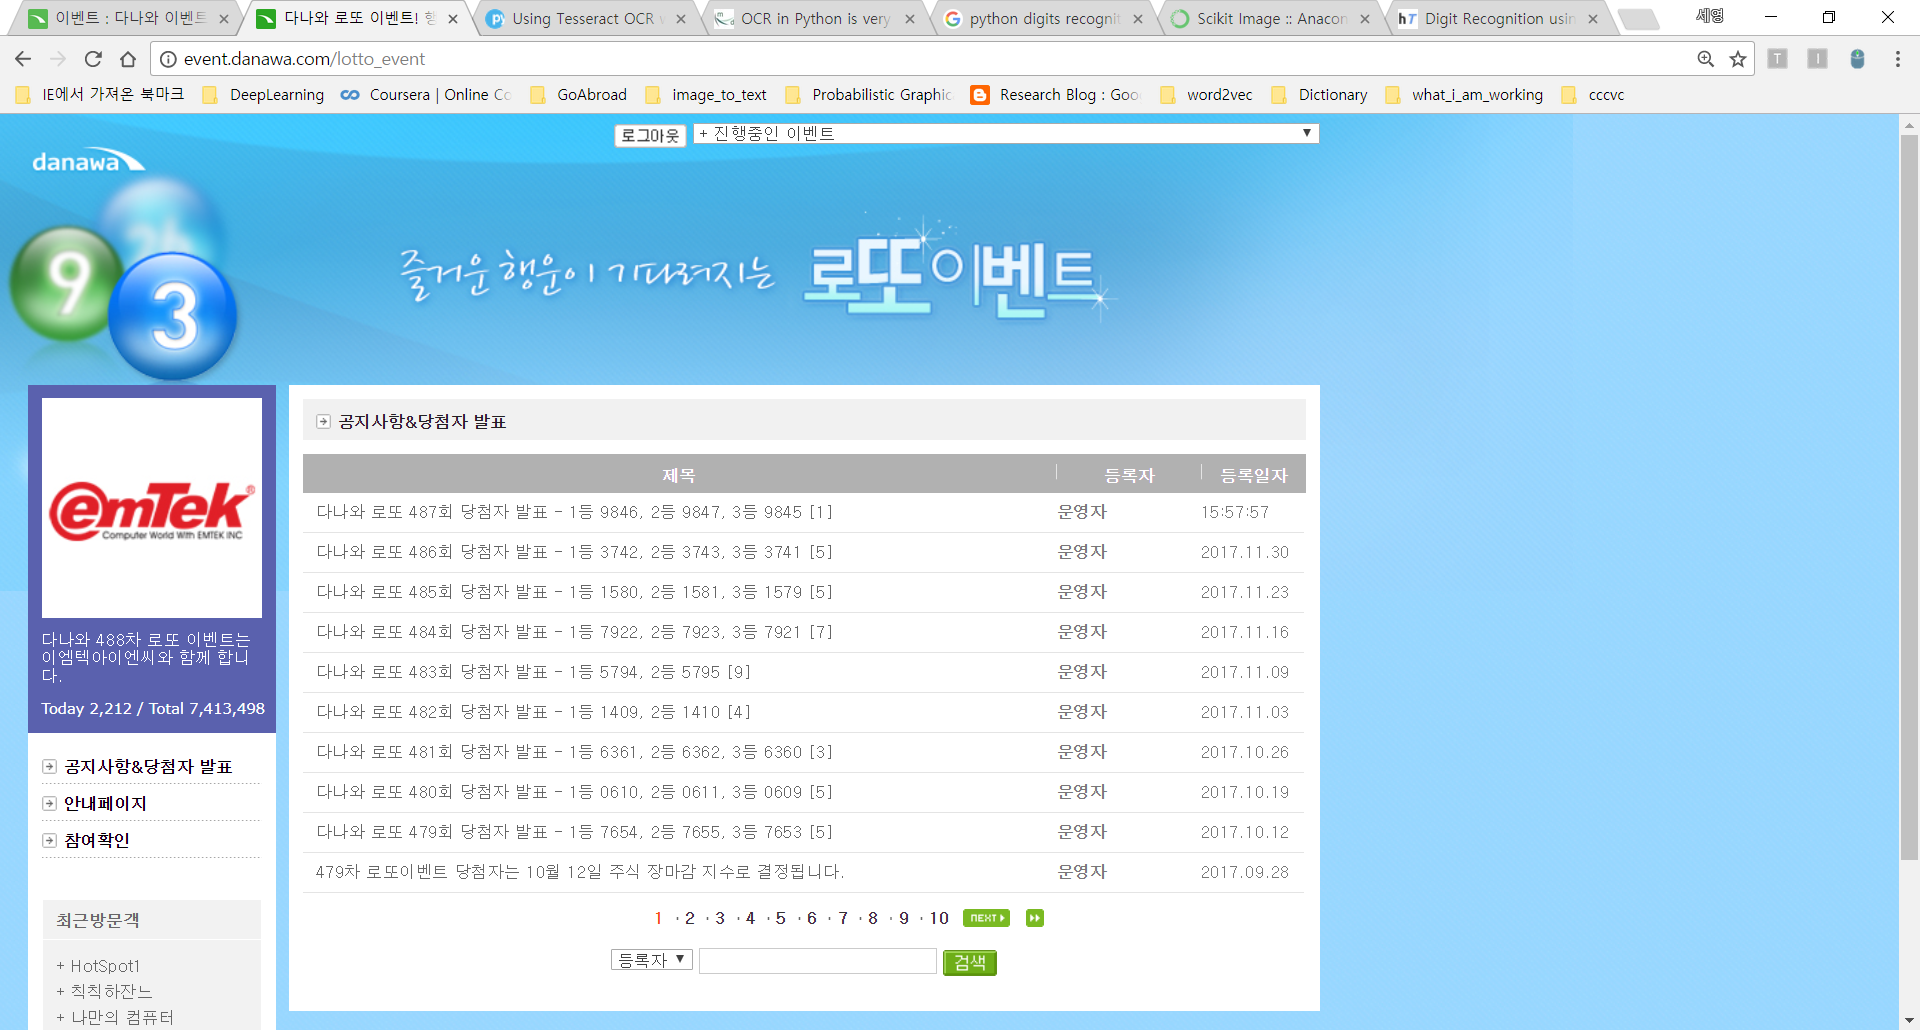 이벤트 : 다나와 이벤트
다나와 로또 이벤트! 행
Using Tesseract OCR
OCR in Python is very
python digits recognit
Scikit Image :: Anacon
Digit Recognition usin
세영
event.danawa.com/lotto_event
IE에서 가져온 북마크
DeepLearning
Coursera | Online Co
GoAbroad
image_to_text
Probabilistic Graphic
Research Blog : Goo
word2vec
Dictionary
what_i_am_working
cccvc
로그아웃
+ 진행중인 이벤트
danawa
26
9
3
즐거운 행운이 기다려지는 로또이벤트
emTek®
Computer World With EMTEK INC
다나와 488차 로또 이벤트는
이엠텍아이엔씨와 함께 합니
다.
Today 2,212 / Total 7,413,498
공지사항&당첨자 발표
안내페이지
참여확인
최근방문객
+ HotSpot1
+ 칙칙하잔느
+ 나만의 컴퓨터
공지사항&당첨자 발표
제목 등록자 등록일자
다나와 로또 487회 당첨자 발표 - 1등 9846, 2등 9847, 3등 9845 [1] 운영자 15:57:57
다나와 로또 486회 당첨자 발표 - 1등 3742, 2등 3743, 3등 3741 [5] 운영자 2017.11.30
다나와 로또 485회 당첨자 발표 - 1등 1580, 2등 1581, 3등 1579 [5] 운영자 2017.11.23
다나와 로또 484회 당첨자 발표 - 1등 7922, 2등 7923, 3등 7921 [7] 운영자 2017.11.16
다나와 로또 483회 당첨자 발표 - 1등 5794, 2등 5795 [9] 운영자 2017.11.09
다나와 로또 482회 당첨자 발표 - 1등 1409, 2등 1410 [4] 운영자 2017.11.03
다나와 로또 481회 당첨자 발표 - 1등 6361, 2등 6362, 3등 6360 [3] 운영자 2017.10.26
다나와 로또 480회 당첨자 발표 - 1등 0610, 2등 0611, 3등 0609 [5] 운영자 2017.10.19
다나와 로또 479회 당첨자 발표 - 1등 7654, 2등 7655, 3등 7653 [5] 운영자 2017.10.12
479차 로또이벤트 당첨자는 10월 12일 주식 장마감 지수로 결정됩니다. 운영자 2017.09.28
1 · 2 · 3 · 4 · 5 · 6 · 7 · 8 · 9 · 10 NEXT
등록자 검색